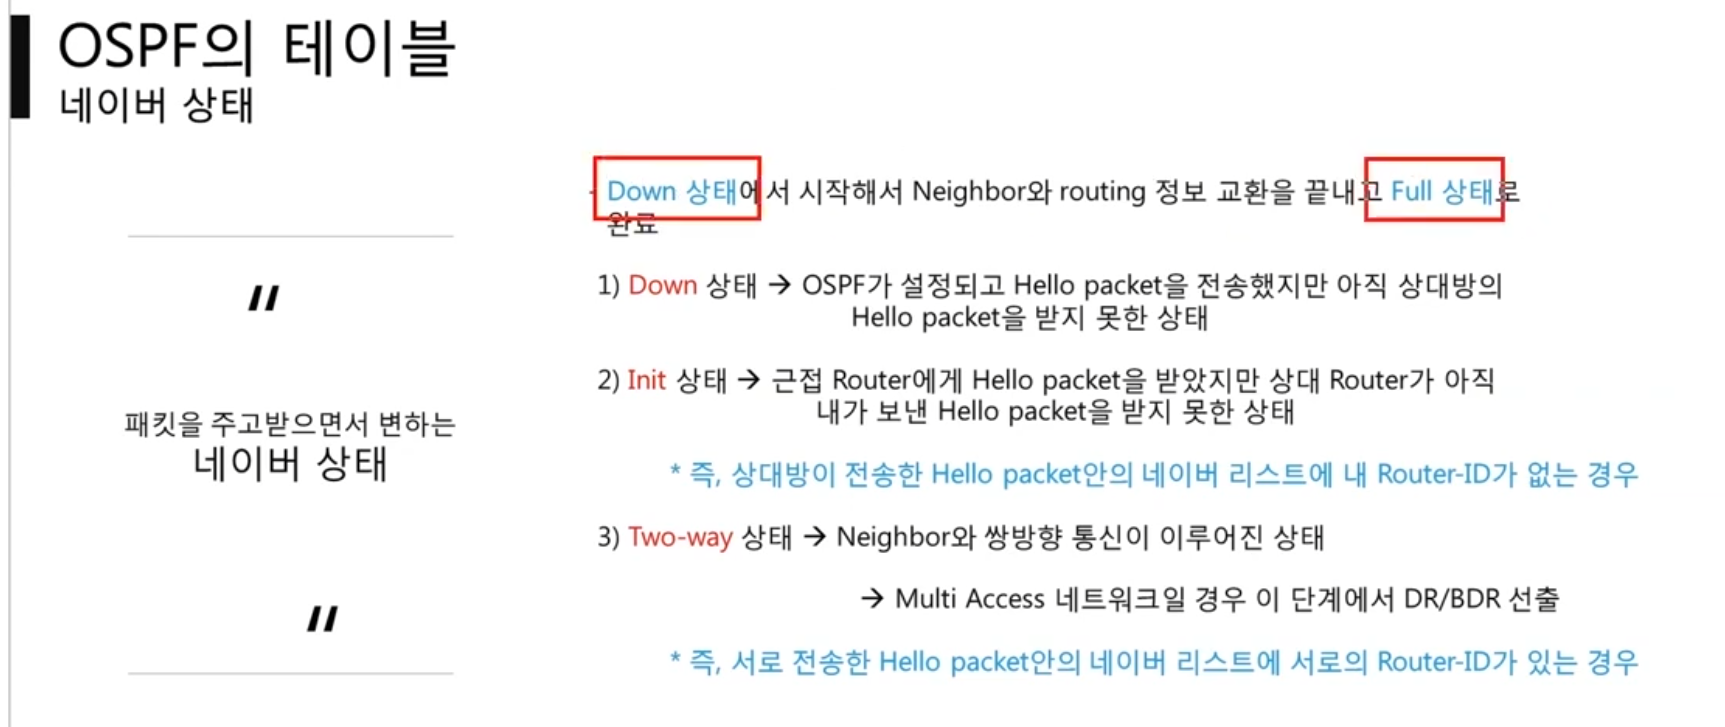 OSPF의 테이블
네이버 상태
- Down 상태에서 시작해서 Neighbor와 routing 정보 교환을 끝내고 Full 상태로
완료
1) Down 상태 → OSPF가 설정되고 Hello packet을 전송했지만 아직 상대방의
Hello packet을 받지 못한 상태
2) Init 상태 → 근접 Router에게 Hello packet을 받았지만 상대 Router가 아직
내가 보낸 Hello packet을 받지 못한 상태
* 즉, 상대방이 전송한 Hello packet안의 네이버 리스트에 내 Router-ID가 없는 경우
3) Two-way 상태 → Neighbor와 쌍방향 통신이 이루어진 상태
→ Multi Access 네트워크일 경우 이 단계에서 DR/BDR 선출
* 즉, 서로 전송한 Hello packet안의 네이버 리스트에 서로의 Router-ID가 있는 경우
"
패킷을 주고받으면서 변하는
네이버 상태
"